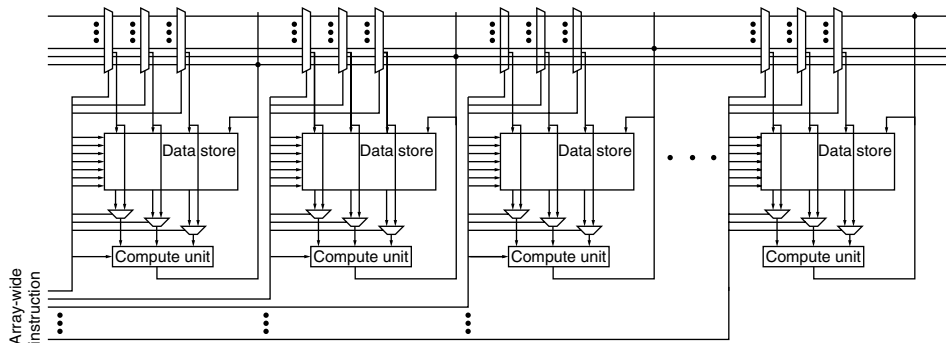 Data store
Data store
Data store
Data store
Compute unit
Compute unit
Compute unit
Compute unit
Array-wide
instruction